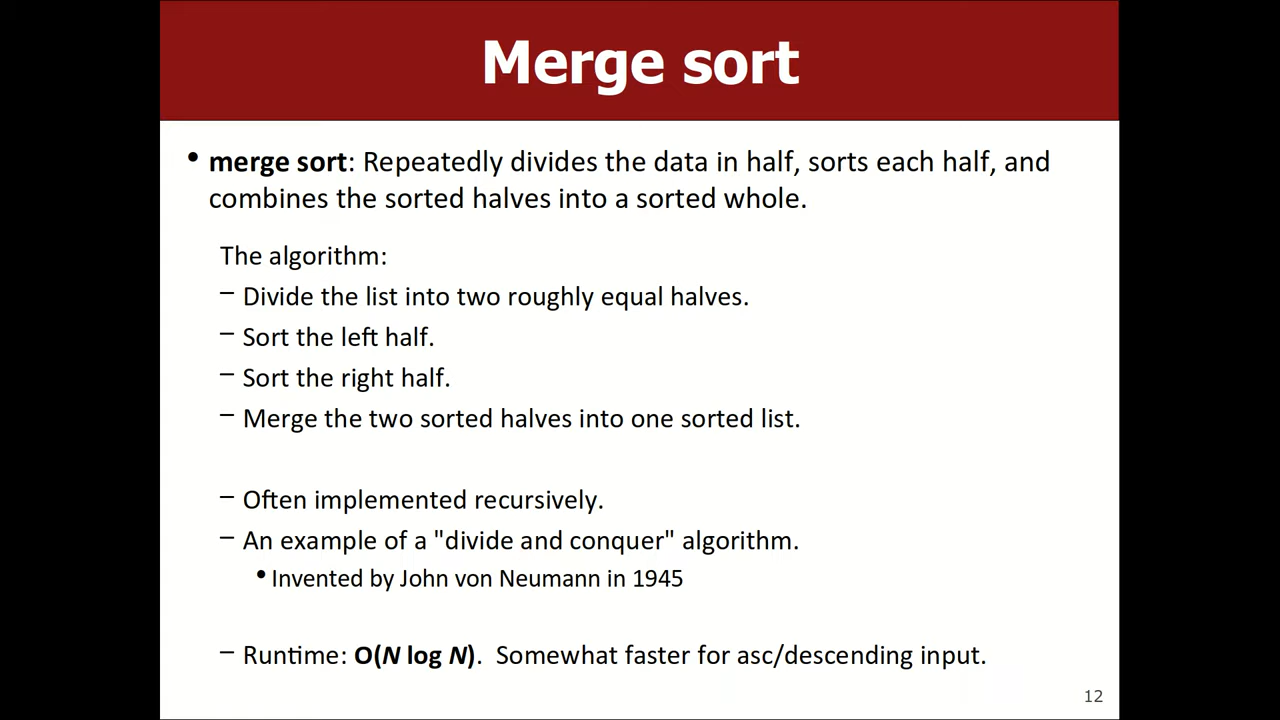 Merge sort
• merge sort: Repeatedly divides the data in half, sorts each half, and
combines the sorted halves into a sorted whole.
The algorithm:
– Divide the list into two roughly equal halves.
– Sort the left half.
– Sort the right half.
– Merge the two sorted halves into one sorted list.
– Often implemented recursively.
– An example of a "divide and conquer" algorithm.
• Invented by John von Neumann in 1945
– Runtime: O(N log N). Somewhat faster for asc/descending input.
12